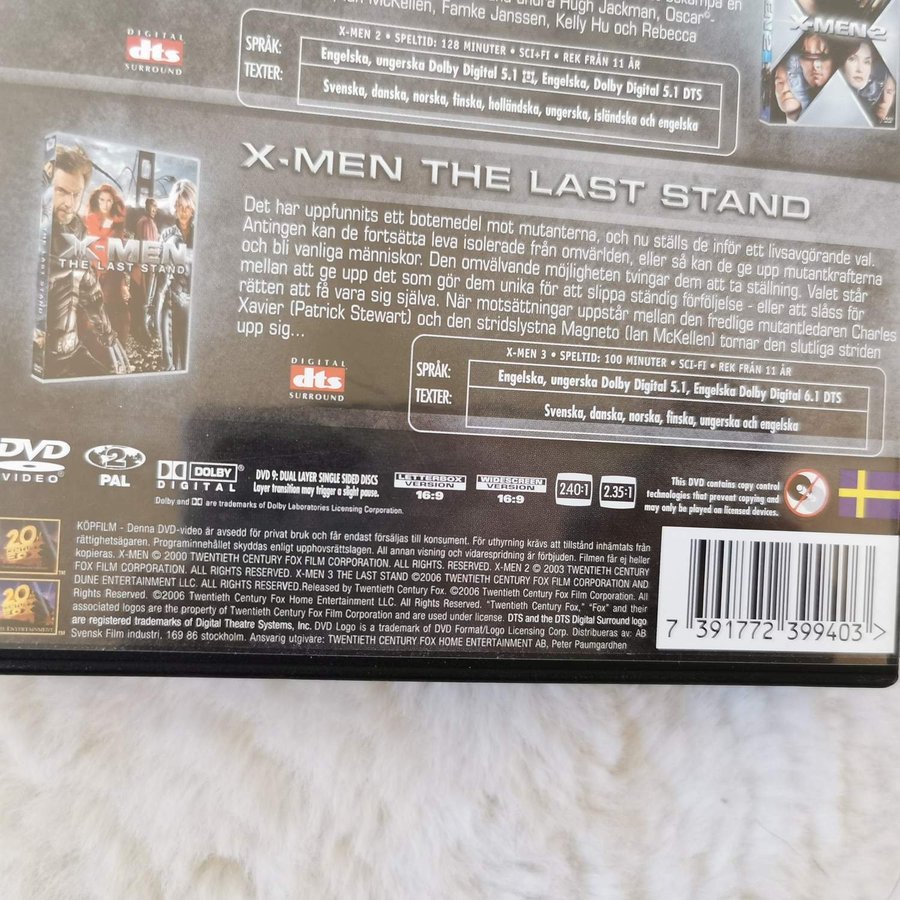 Hugh Jackman, Oscar®-
McKellen, Famke Janssen, Kelly Hu och Rebecca
X-MEN 2
DIGITAL
dts
SURROUND
X-MEN 2 • SPELTID: 128 MINUTER • SCI-FI • REK FRÅN 11 ÅR
SPRÅK:
Engelska, ungerska Dolby Digital 5.1 Engelska, Dolby Digital 5.1 DTS
TEXTER:
Svenska, danska, norska, finska, holländska, ungerska, isländska och engelska
X-MEN THE LAST STAND
X-MEN
THE LAST STAND
Det har uppfunnits ett botemedel mot mutanterna, och nu ställs de inför ett livsavgörande val.
Antingen kan de fortsätta leva isolerade från omvärlden, eller så kan de ge upp mutantkrafterna
och bli vanliga människor. Den omvälvande möjligheten tvingar dem att ta ställning. Valet står
mellan att ge upp det som gör dem unika för att slippa ständig förföljelse - eller att slåss för
rätten att få vara sig själva. När motsättningar uppstår mellan den fredlige mutantledaren Charles
Xavier (Patrick Stewart) och den stridslystna Magneto (Ian McKellen) tornar den slutliga striden
upp sig...
DIGITAL
dts
SURROUND
X-MEN 3 • SPELTID: 100 MINUTER • SCI-FI • REK FRÅN 11 ÅR
SPRÅK:
Engelska, ungerska Dolby Digital 5.1, Engelska Dolby Digital 6.1 DTS
TEXTER:
Svenska, danska, norska, finska, ungerska och engelska
DVD
VIDEO™
2
PAL
DOLBY®
DIGITAL
Dolby and DD are trademarks of Dolby Laboratories Licensing Corporation.
DVD 9: DUAL LAYER SINGLE SIDED DISCS
Layer transition may trigger a slight pause.
LETTERBOX
VERSION
16:9
WIDESCREEN
VERSION
16:9
2.40:1
2.35:1
This DVD contains copy control
technologies that prevent copying and
may only be played on licensed devices.
KÖPFILM - Denna DVD-video är avsedd för privat bruk och får endast försäljas till konsument. För uthyrning krävs att tillstånd inhämtats från
rättighetsägaren. Programinnehållet skyddas enligt upphovsrättslagen. All annan visning och vidarespridning är förbjuden. Filmen får ej heller
kopieras. X-MEN © 2000 TWENTIETH CENTURY FOX FILM CORPORATION. ALL RIGHTS. RESERVED. X-MEN 2 © 2003 TWENTIETH CENTURY
FOX FILM CORPORATION. ALL RIGHTS RESERVED. X-MEN 3 THE LAST STAND ©2006 TWENTIETH CENTURY FOX FILM CORPORATION AND
DUNE ENTERTAINMENT LLC. ALL RIGHTS RESERVED.Released by Twentieth Century Fox. ©2006 Twentieth Century Fox Film Corporation. All
Rights Reserved. ©2006 Twentieth Century Fox Home Entertainment LLC. All Rights Reserved. "Twentieth Century Fox," "Fox" and their
associated logos are the property of Twentieth Century Fox Film Corporation and are used under license. DTS and the DTS Digital Surround logo
are registered trademarks of Digital Theatre Systems, Inc. DVD Logo is a trademark of DVD Format/Logo Licensing Corp. Distribueras av: AB
Svensk Film industri, 169 86 stockholm. Ansvarig utgivare: TWENTIETH CENTURY FOX HOME ENTERTAINMENT AB, Peter Paumgardhen
7 391772 399403 >